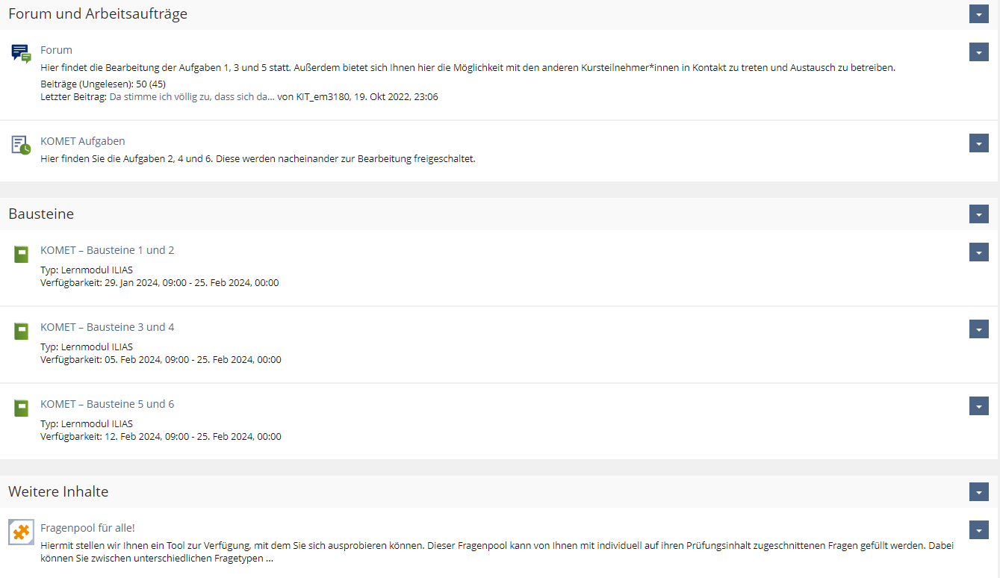 Forum und Arbeitsaufträge
Forum
Hier findet die Bearbeitung der Aufgaben 1, 3 und 5 statt. Außerdem bietet sich Ihnen hier die Möglichkeit mit den anderen Kursteilnehmer*innen in Kontakt zu treten und Austausch zu betreiben.
Beiträge (Ungelesen): 50 (45)
Letzter Beitrag: Da stimme ich völlig zu, dass sich da... von KIT_em3180, 19. Okt 2022, 23:06
KOMET Aufgaben
Hier finden Sie die Aufgaben 2, 4 und 6. Diese werden nacheinander zur Bearbeitung freigeschaltet.
Bausteine
KOMET – Bausteine 1 und 2
Typ: Lernmodul ILIAS
Verfügbarkeit: 29. Jan 2024, 09:00 - 25. Feb 2024, 00:00
KOMET – Bausteine 3 und 4
Typ: Lernmodul ILIAS
Verfügbarkeit: 05. Feb 2024, 09:00 - 25. Feb 2024, 00:00
KOMET – Bausteine 5 und 6
Typ: Lernmodul ILIAS
Verfügbarkeit: 12. Feb 2024, 09:00 - 25. Feb 2024, 00:00
Weitere Inhalte
Fragenpool für alle!
Hiermit stellen wir Ihnen ein Tool zur Verfügung, mit dem Sie sich ausprobieren können. Dieser Fragenpool kann von Ihnen mit individuell auf ihren Prüfungsinhalt zugeschnittenen Fragen gefüllt werden. Dabei
können Sie zwischen unterschiedlichen Fragetypen ...